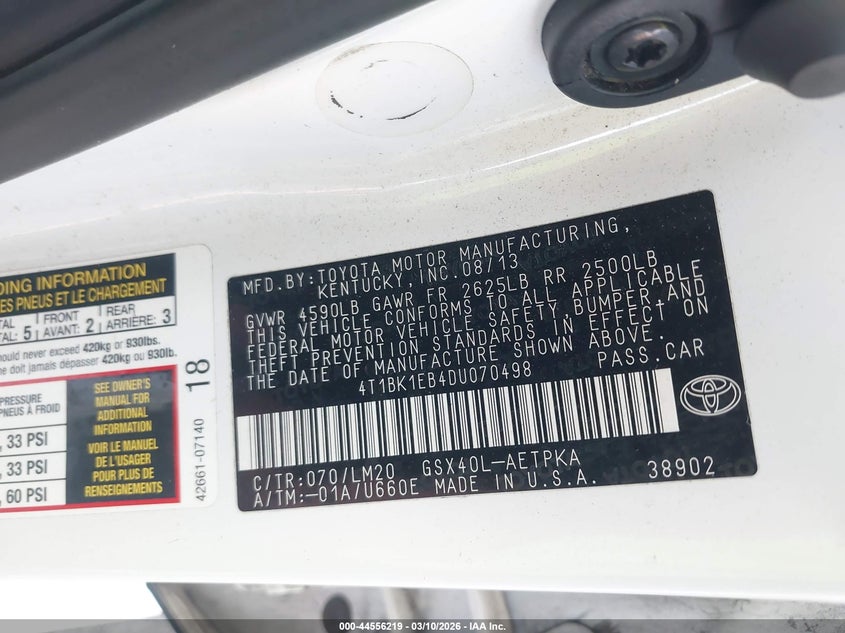 DING INFORMATION
ES PNEUS ET LE CHARGEMENT
TAL
TAL: 5
FRONT
AVANT: 2
REAR
ARRIÈRE: 3
hould never exceed 420kg or 930lbs.
ne doit jamais dépasser 420kg ou 930lb.
PRESSURE
PNEUS À FROID
, 33 PSI
, 33 PSI
, 60 PSI
SEE OWNER'S
MANUAL FOR
ADDITIONAL
INFORMATION
VOIR LE MANUEL
DE L'USAGER
POUR PLUS DE
RENSEIGNEMENTS
42661-07140 18
MFD.BY:TOYOTA MOTOR MANUFACTURING,
KENTUCKY,INC.08/13
GVWR 4590LB GAWR FR 2625LB RR 2500LB
THIS VEHICLE CONFORMS TO ALL APPLICABLE
FEDERAL MOTOR VEHICLE SAFETY,BUMPER,AND
THEFT PREVENTION STANDARDS IN EFFECT ON
THE DATE OF MANUFACTURE SHOWN ABOVE.
4T1BK1EB4DU070498 PASS.CAR
C/TR:070/LM20 GSX40L-AETPKA
A/TM:-01A/U660E MADE IN U.S.A. 38902
000-44556219 - 03/10/2026 - IAA Inc.